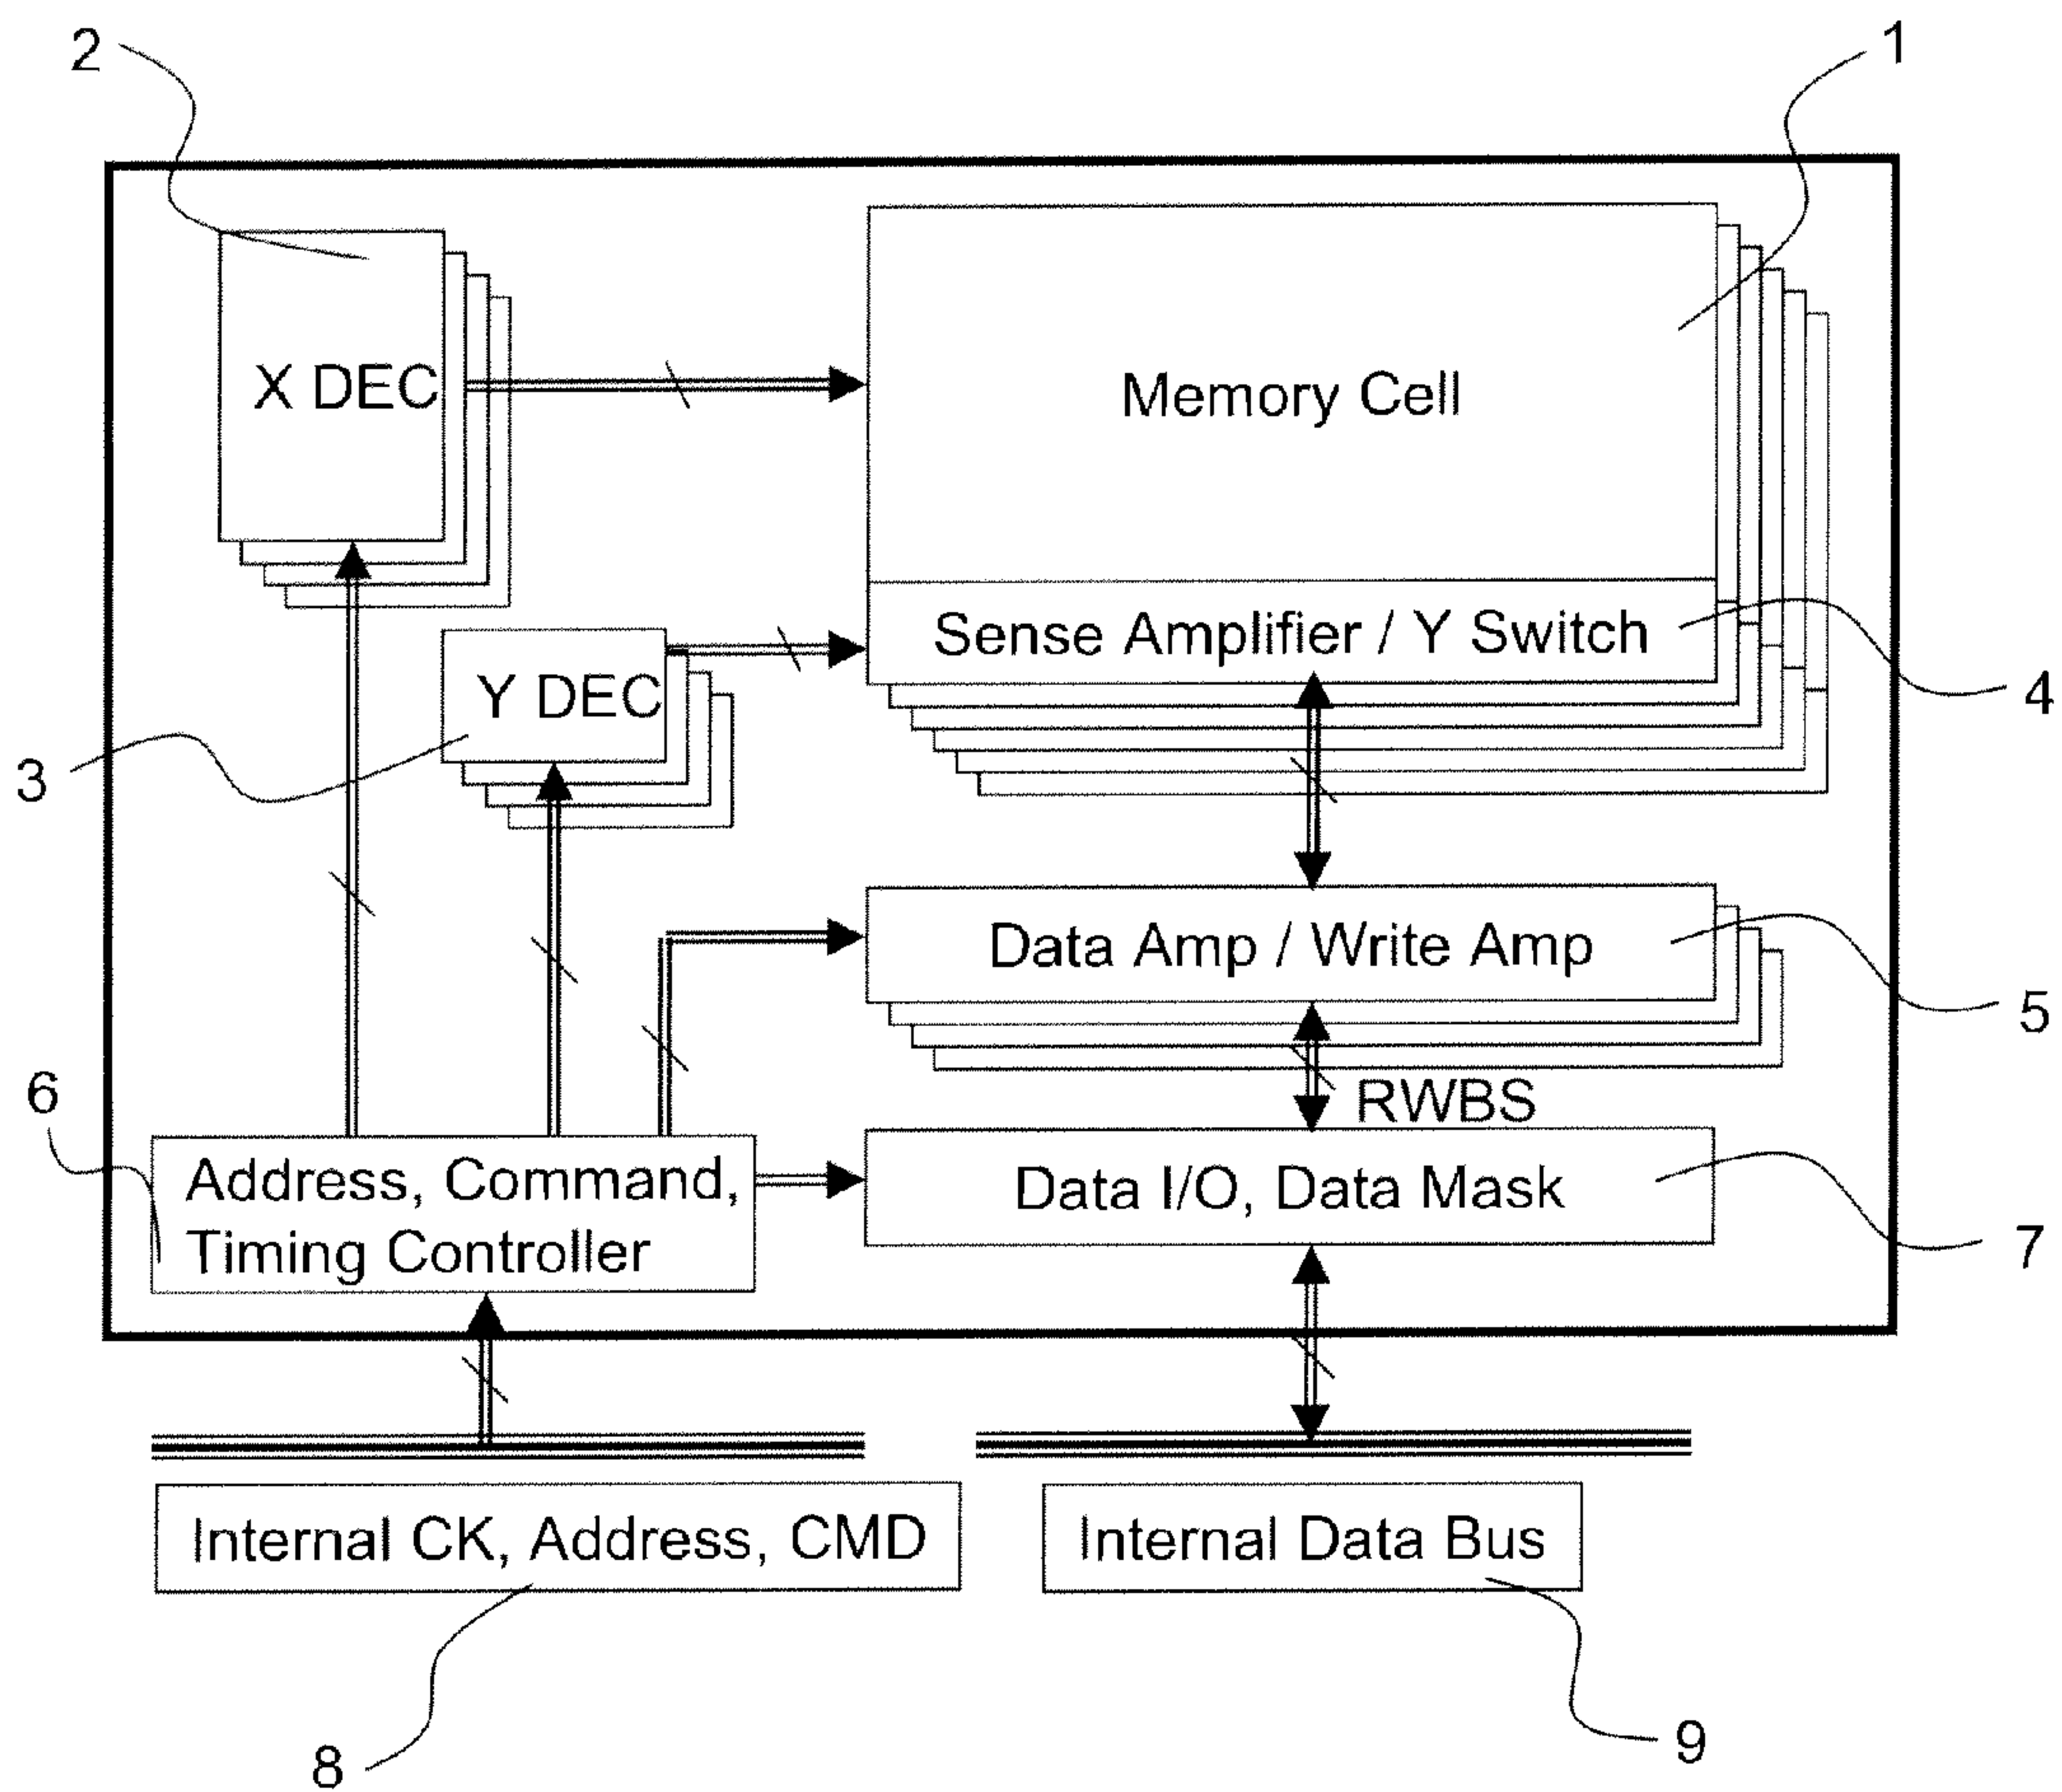 2
1
X DEC
Memory Cell
Sense Amplifier / Y Switch
4
Y DEC
3
Data Amp / Write Amp
5
RWBS
6
Address, Command,
Timing Controller
Data I/O, Data Mask
7
Internal CK, Address, CMD
Internal Data Bus
8
9